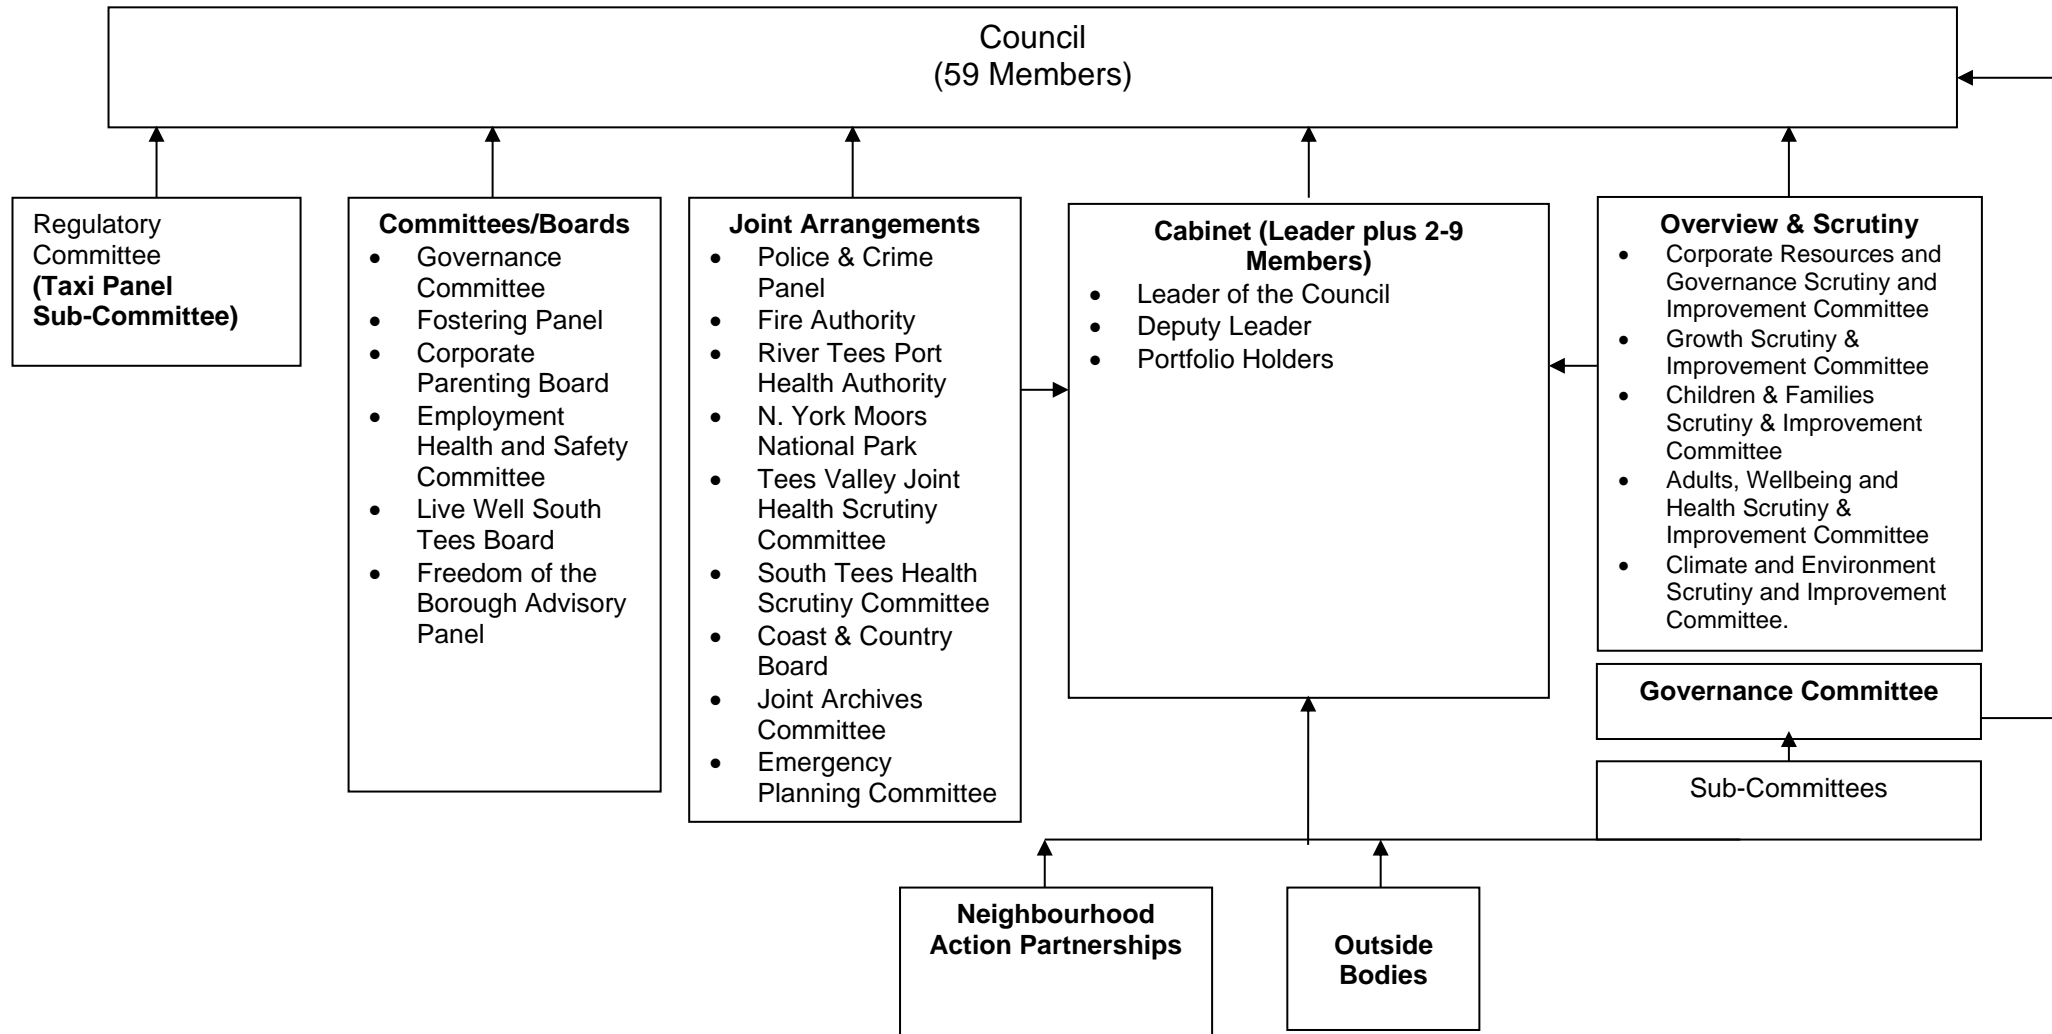 Council
(59 Members)
Regulatory
Committee
(Taxi Panel
Sub-Committee)
Committees/Boards
• Governance
Committee
• Fostering Panel
• Corporate
Parenting Board
• Employment
Health and Safety
Committee
• Live Well South
Tees Board
• Freedom of the
Borough Advisory
Panel
Joint Arrangements
• Police & Crime
Panel
• Fire Authority
• River Tees Port
Health Authority
• N. York Moors
National Park
• Tees Valley Joint
Health Scrutiny
Committee
• South Tees Health
Scrutiny Committee
• Coast & Country
Board
• Joint Archives
Committee
• Emergency
Planning Committee
Cabinet (Leader plus 2-9
Members)
• Leader of the Council
• Deputy Leader
• Portfolio Holders
Overview & Scrutiny
• Corporate Resources and
Governance Scrutiny and
Improvement Committee
• Growth Scrutiny &
Improvement Committee
• Children & Families
Scrutiny & Improvement
Committee
• Adults, Wellbeing and
Health Scrutiny &
Improvement Committee
• Climate and Environment
Scrutiny and Improvement
Committee.
Governance Committee
Sub-Committees
Neighbourhood
Action Partnerships
Outside
Bodies